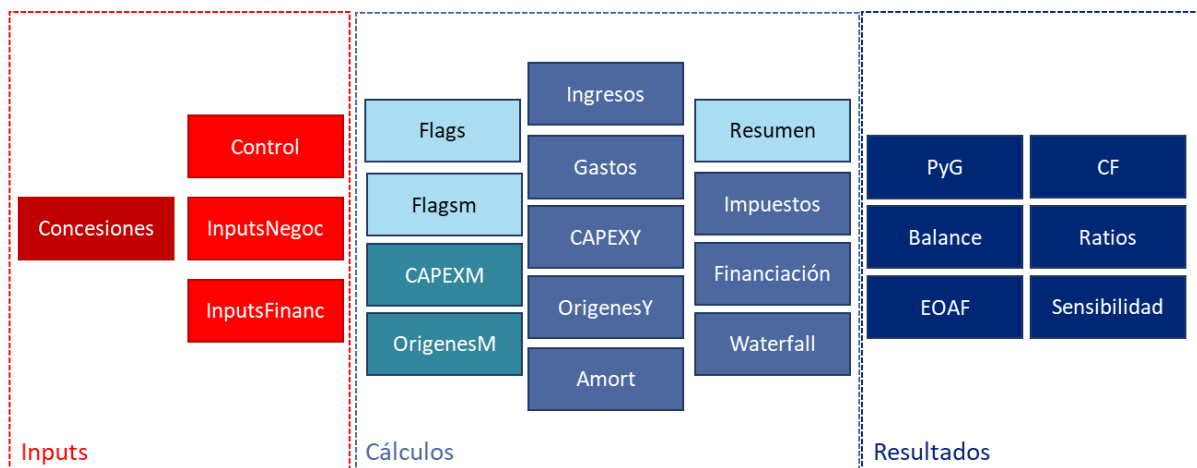 Concesiones
Control
InputsNegoc
InputsFinanc
Inputs
Flags
Flagsm
CAPEXM
OrigenesM
Ingresos
Gastos
CAPEXY
OrigenesY
Amort
Resumen
Impuestos
Financiación
Waterfall
Cálculos
PyG
CF
Balance
Ratios
EOAF
Sensibilidad
Resultados